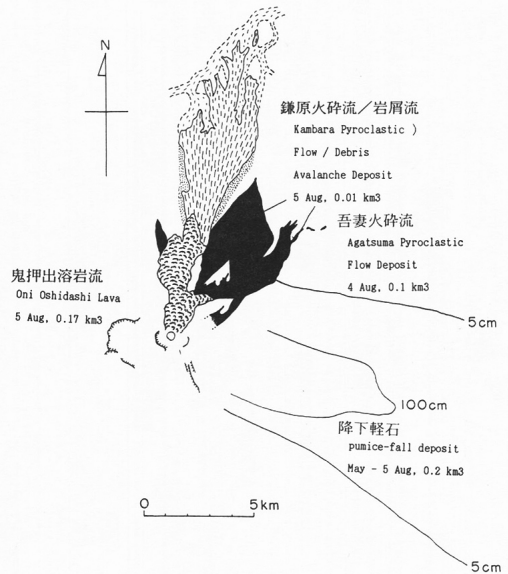 N
鎌原火砕流／岩屑流
Kambara Pyroclastic )
Flow / Debris
Avalanche Deposit
5 Aug, 0.01 km3
吾妻火砕流
Agatsuma Pyroclastic
Flow Deposit
4 Aug, 0.1 km3
鬼押出溶岩流
Oni Oshidashi Lava
5 Aug, 0.17 km3
5cm
100cm
降下軽石
pumice-fall deposit
May - 5 Aug, 0.2 km3
0 5km
5cm